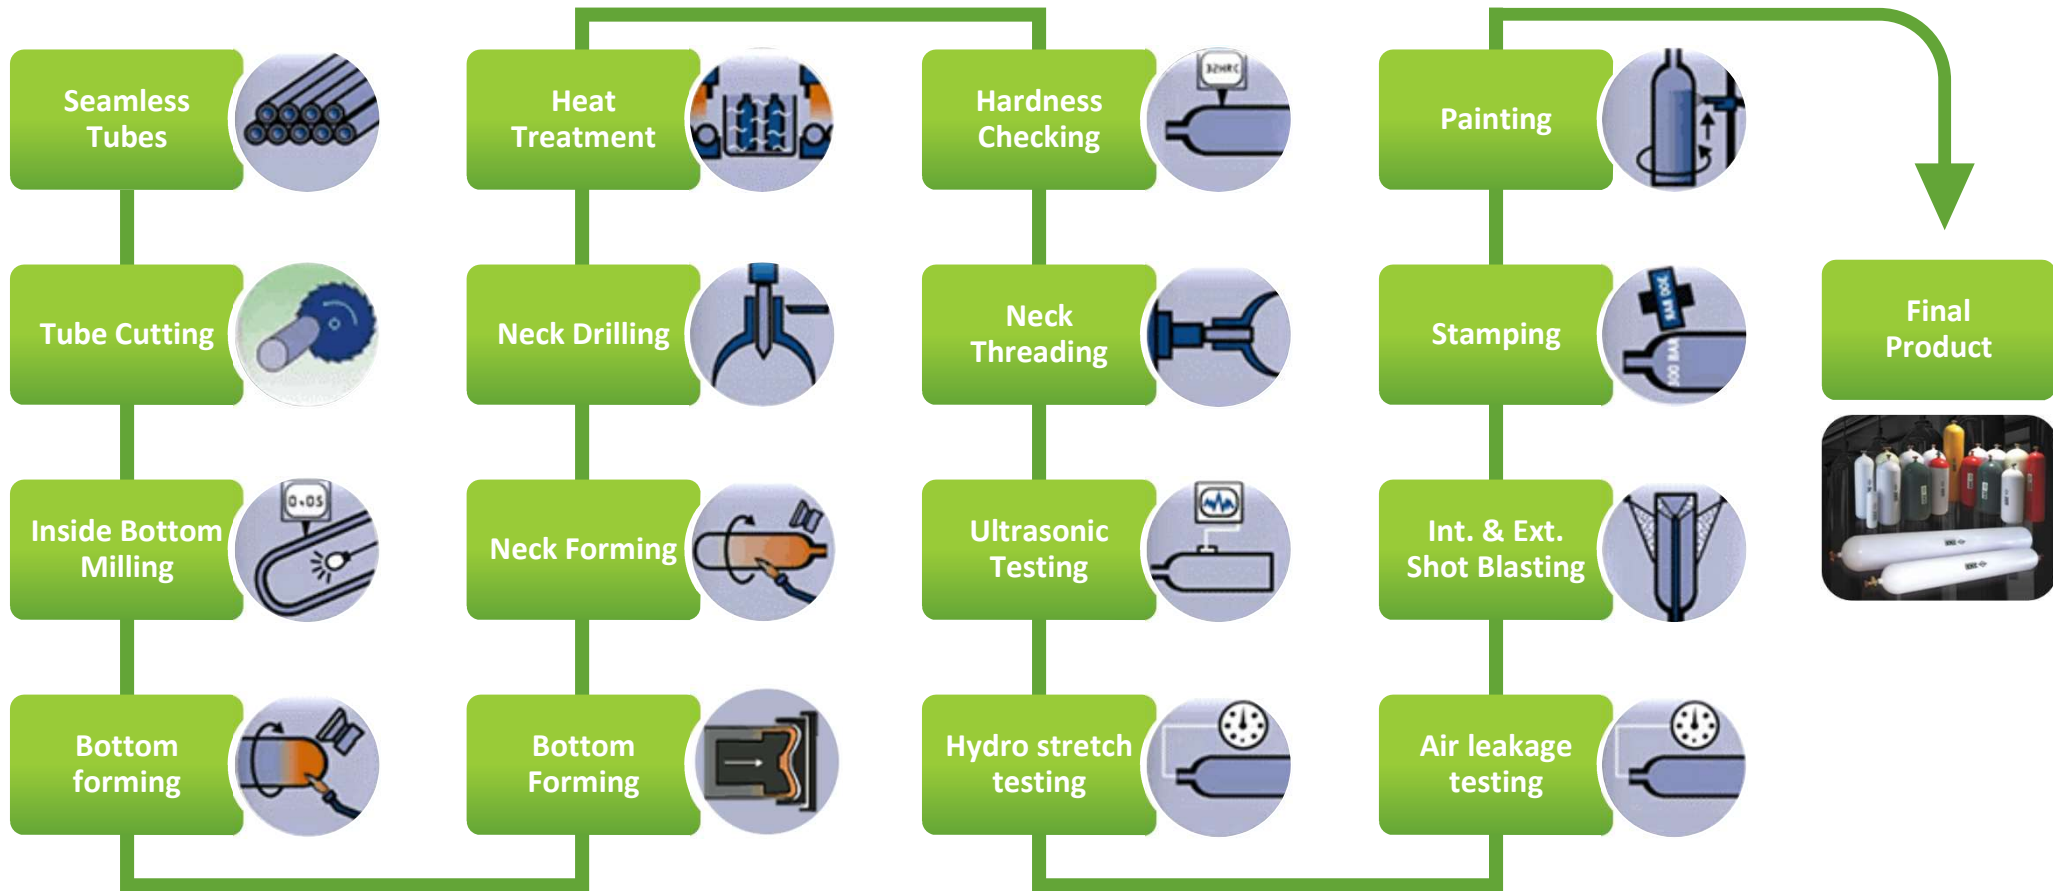 Seamless
Tubes
Tube Cutting
0,05
Inside Bottom
Milling
Bottom
forming
Bottom
Forming
Neck Forming
Neck Drilling
Heat
Treatment
32HRC
Hardness
Checking
Neck
Threading
Ultrasonic
Testing
Hydro stretch
testing
Air leakage
testing
Int. & Ext.
Shot Blasting
Stamping
300 BAR
Painting
Final
Product